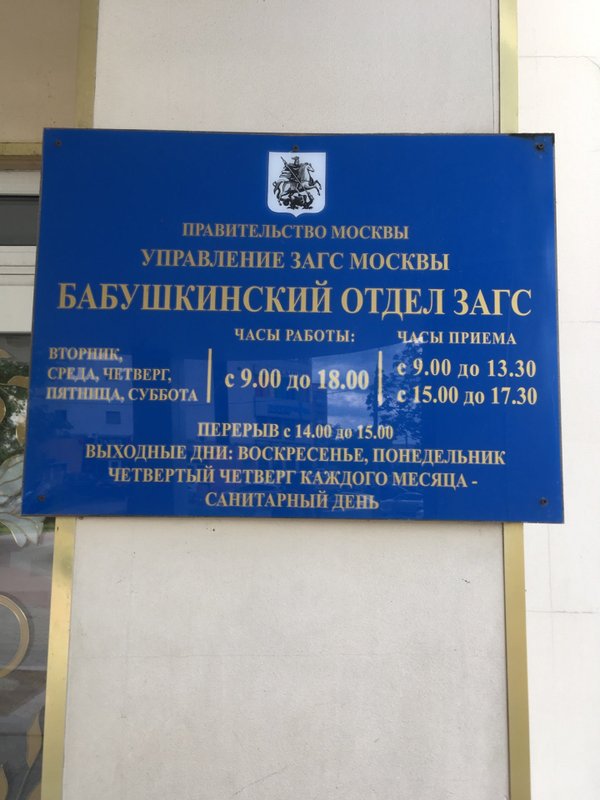 ПРАВИТЕЛЬСТВО МОСКВЫ
УПРАВЛЕНИЕ ЗАГС МОСКВЫ
БАБУШКИНСКИЙ ОТДЕЛ ЗАГС
ЧАСЫ РАБОТЫ: ЧАСЫ ПРИЕМА
ВТОРНИК,
СРЕДА, ЧЕТВЕРГ,
ПЯТНИЦА, СУББОТА
с 9.00 до 18.00
с 9.00 до 13.30
с 15.00 до 17.30
ПЕРЕРЫВ с 14.00 до 15.00
ВЫХОДНЫЕ ДНИ: ВОСКРЕСЕНЬЕ, ПОНЕДЕЛЬНИК
ЧЕТВЕРТЫЙ ЧЕТВЕРГ КАЖДОГО МЕСЯЦА -
САНИТАРНЫЙ ДЕНЬ